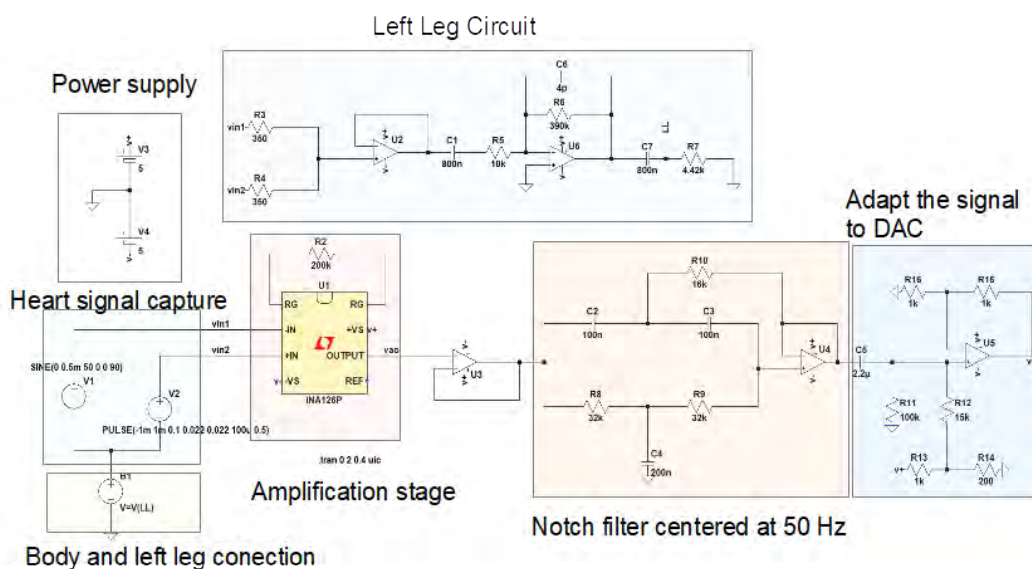 Left Leg Circuit
Power supply
V3
5
V4
5
v+
v-
vin1
R3
350
vin2
R4
350
U2
v+
v-
C1
800n
R5
10k
C6
4p
R6
390k
U6
v+
v-
C7
800n
LL
R7
4.42k
Adapt the signal
to DAC
Heart signal capture
vin1
vin2
SINE(0 0.5m 50 0 0 90)
V1
V2
PULSE(-1m 1m 0.1 0.022 0.022 100u 0.5)
B1
V=V(LL)
Body and left leg conection
R2
200k
U1
RG
RG
-IN
+VS
v+
+IN
OUTPUT
v-
-VS
REF
INA126P
.tran 0 2 0.4 uic
Amplification stage
U3
v-
v+
R10
16k
C2
100n
C3
100n
U4
v+
v-
R8
32k
R9
32k
C4
200n
Notch filter centered at 50 Hz
C5
2.2µ
R16
1k
R15
1k
U5
R11
100k
R12
15k
v+
R13
1k
R14
200